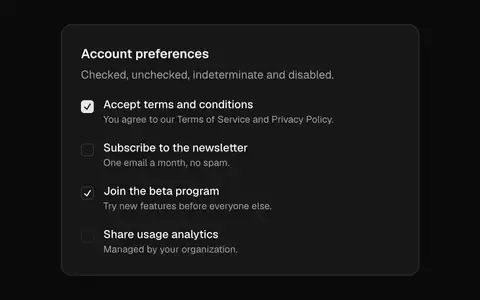 Account preferences
Checked, unchecked, indeterminate and disabled.
Accept terms and conditions
You agree to our Terms of Service and Privacy Policy.
Subscribe to the newsletter
One email a month, no spam.
Join the beta program
Try new features before everyone else.
Share usage analytics
Managed by your organization.